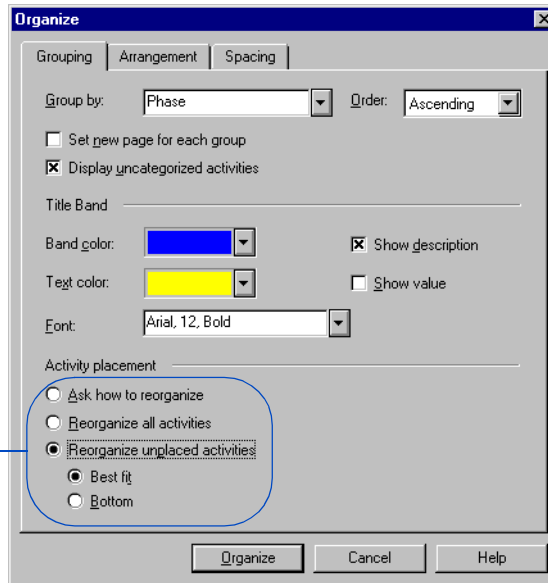 Organize
Grouping Arrangement Spacing
Group by: Phase Order: Ascending
Set new page for each group
Display uncategorized activities
Title Band
Band color: Show description
Text color: Show value
Font: Arial, 12, Bold
Activity placement
Ask how to reorganize
Reorganize all activities
Reorganize unplaced activities
Best fit
Bottom
Organize Cancel Help